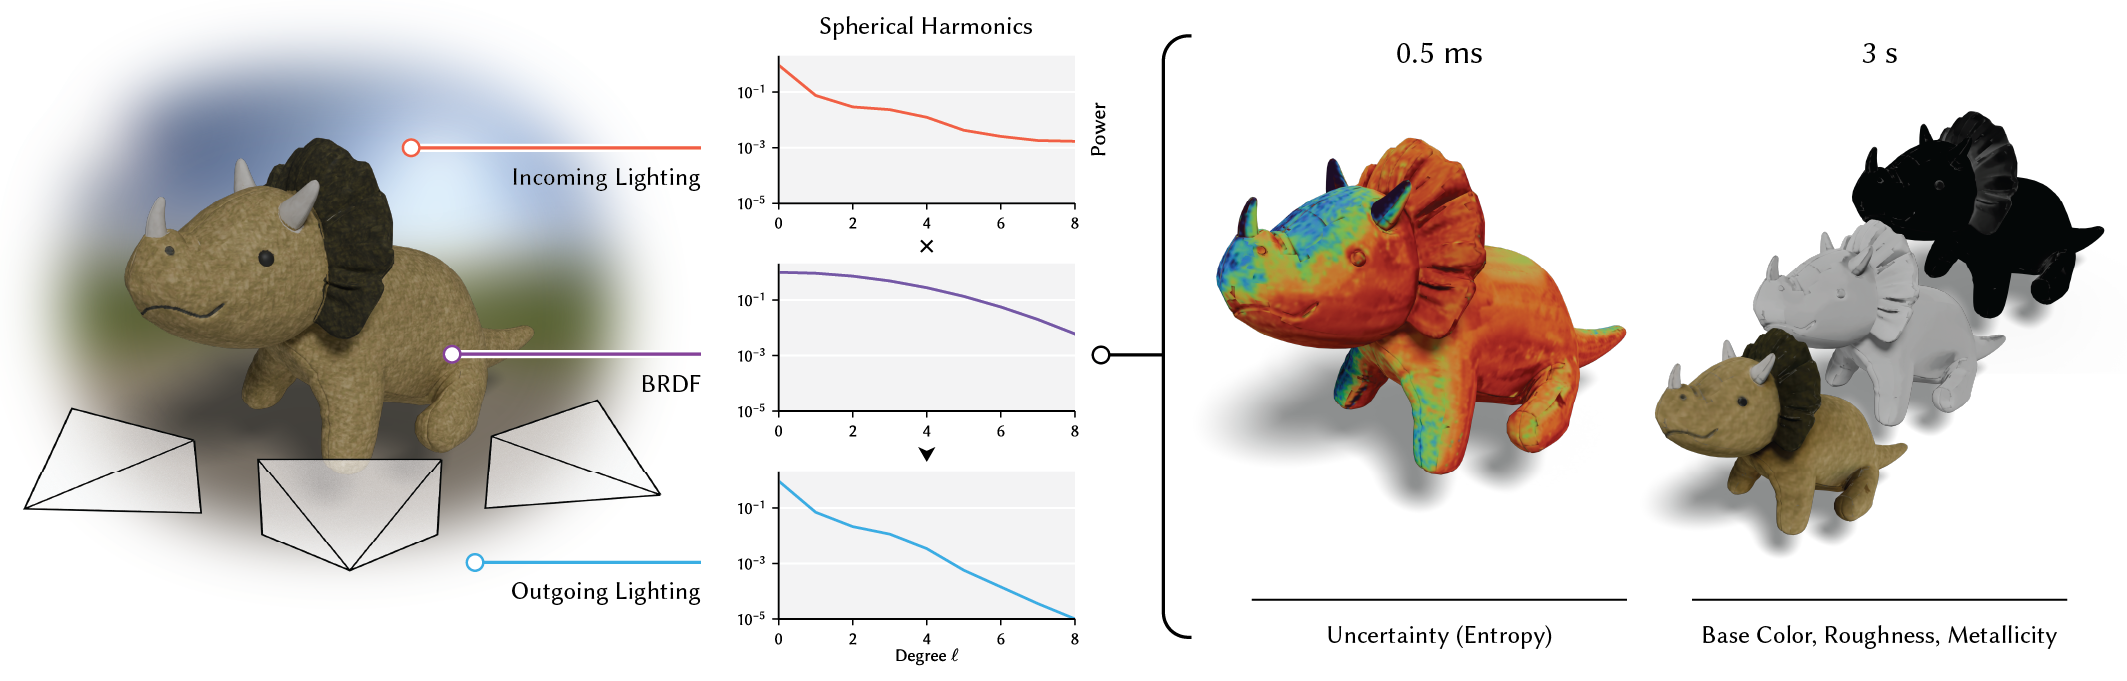 Spherical Harmonics
Incoming Lighting
BRDF
Outgoing Lighting
10⁻¹
10⁻³
10⁻⁵
0 2 4 6 8
Power
×
10⁻¹
10⁻³
10⁻⁵
0 2 4 6 8
10⁻¹
10⁻³
10⁻⁵
0 2 4 6 8
Degree ℓ
0.5 ms
Uncertainty (Entropy)
3 s
Base Color, Roughness, Metallicity